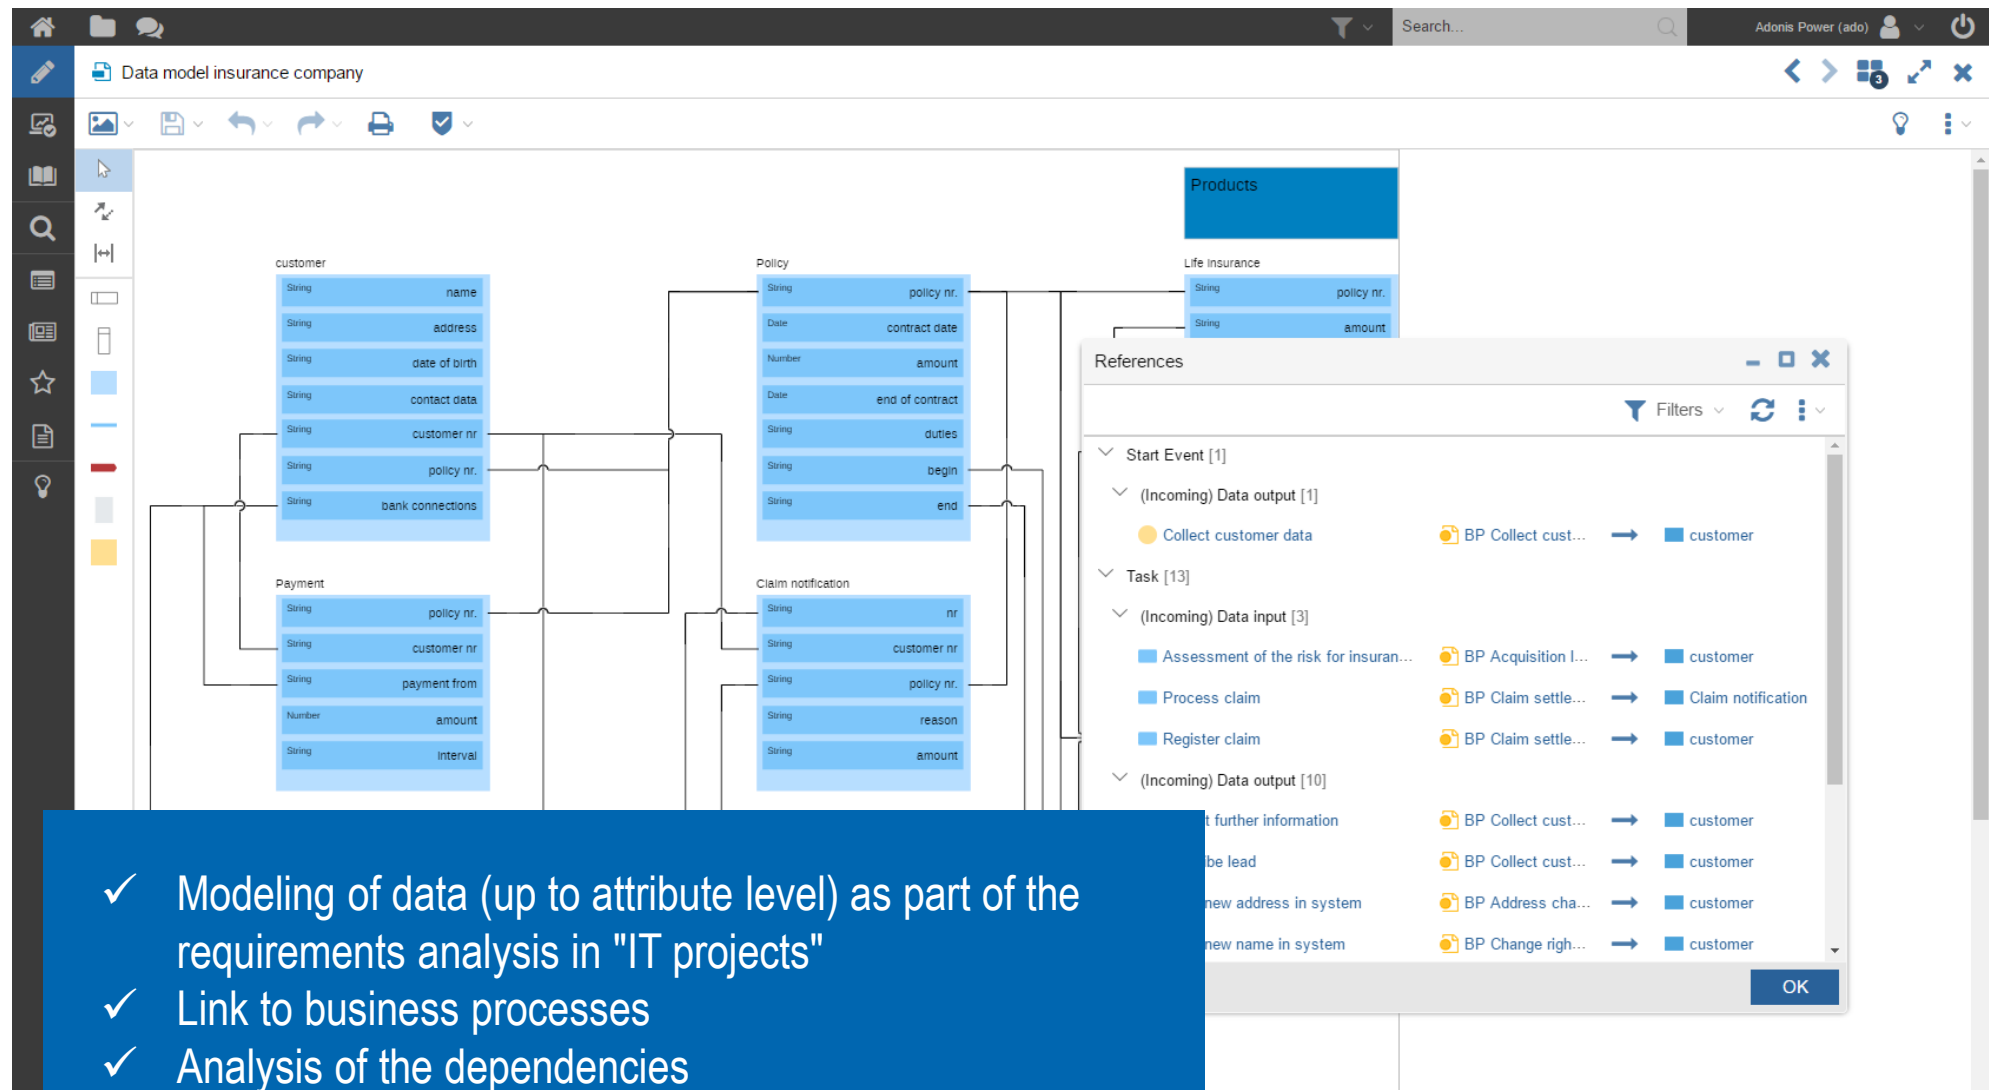 Search...
Adonis Power (ado)
Data model insurance company
3
Products
customer
String name
String address
String date of birth
String contact data
String customer nr
String policy nr.
String bank connections
Policy
String policy nr.
Date contract date
Number amount
Date end of contract
String duties
String begin
String end
Life Insurance
String policy nr.
String amount
Payment
String policy nr.
String customer nr
String payment from
Number amount
String interval
Claim notification
String nr
String customer nr
String policy nr.
String reason
String amount
References
Filters
Start Event [1]
(Incoming) Data output [1]
Collect customer data BP Collect cust... customer
Task [13]
(Incoming) Data input [3]
Assessment of the risk for insuran... BP Acquisition I... customer
Process claim BP Claim settle... Claim notification
Register claim BP Claim settle... customer
(Incoming) Data output [10]
t further information BP Collect cust... customer
be lead BP Collect cust... customer
new address in system BP Address cha... customer
new name in system BP Change righ... customer
OK
✓ Modeling of data (up to attribute level) as part of the
requirements analysis in "IT projects"
✓ Link to business processes
✓ Analysis of the dependencies